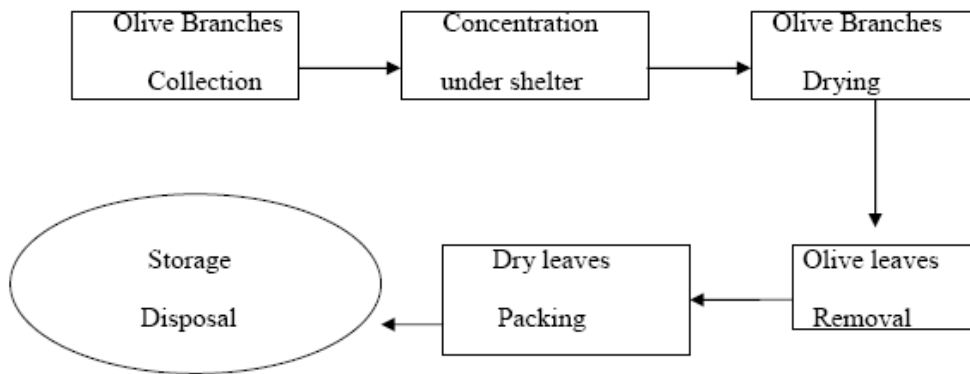 Olive Branches
Collection
Concentration
under shelter
Olive Branches
Drying
Storage
Disposal
Dry leaves
Packing
Olive leaves
Removal